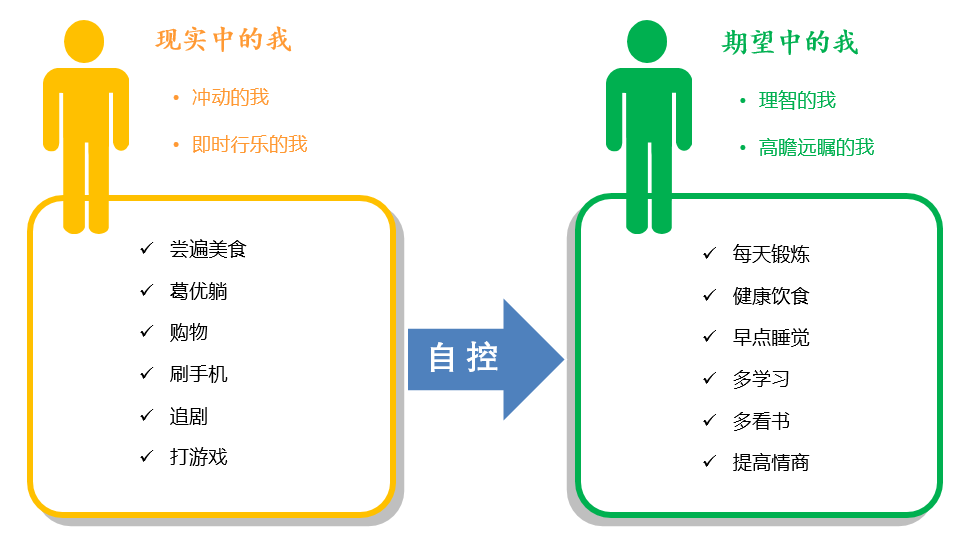 现实中的我
• 冲动的我
• 即时行乐的我
✓ 尝遍美食
✓ 葛优躺
✓ 购物
✓ 刷手机
✓ 追剧
✓ 打游戏
自控
期望中的我
• 理智的我
• 高瞻远瞩的我
✓ 每天锻炼
✓ 健康饮食
✓ 早点睡觉
✓ 多学习
✓ 多看书
✓ 提高情商